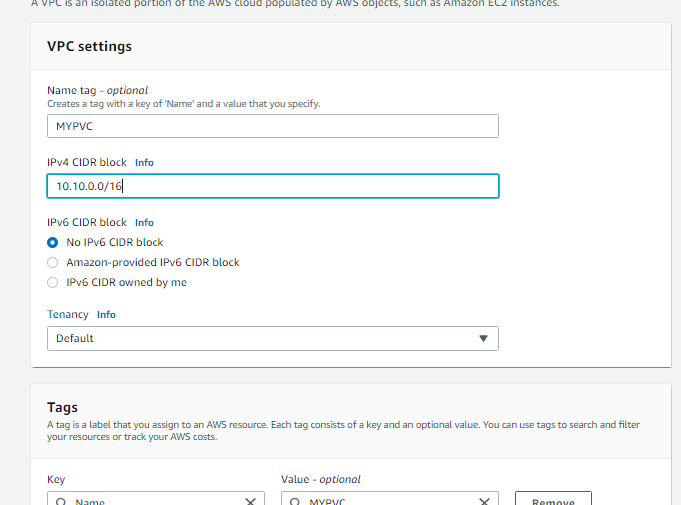 A VPC is an isolated portion of the AWS cloud populated by AWS objects, such as Amazon EC2 instances.
VPC settings
Name tag - optional
Creates a tag with a key of 'Name' and a value that you specify.
MYPVC
IPv4 CIDR block Info
10.10.0.0/16
IPv6 CIDR block Info
No IPv6 CIDR block
Amazon-provided IPv6 CIDR block
IPv6 CIDR owned by me
Tenancy Info
Default
Tags
A tag is a label that you assign to an AWS resource. Each tag consists of a key and an optional value. You can use tags to search and filter
your resources or track your AWS costs.
Key Value - optional
Name MYPVC Remove